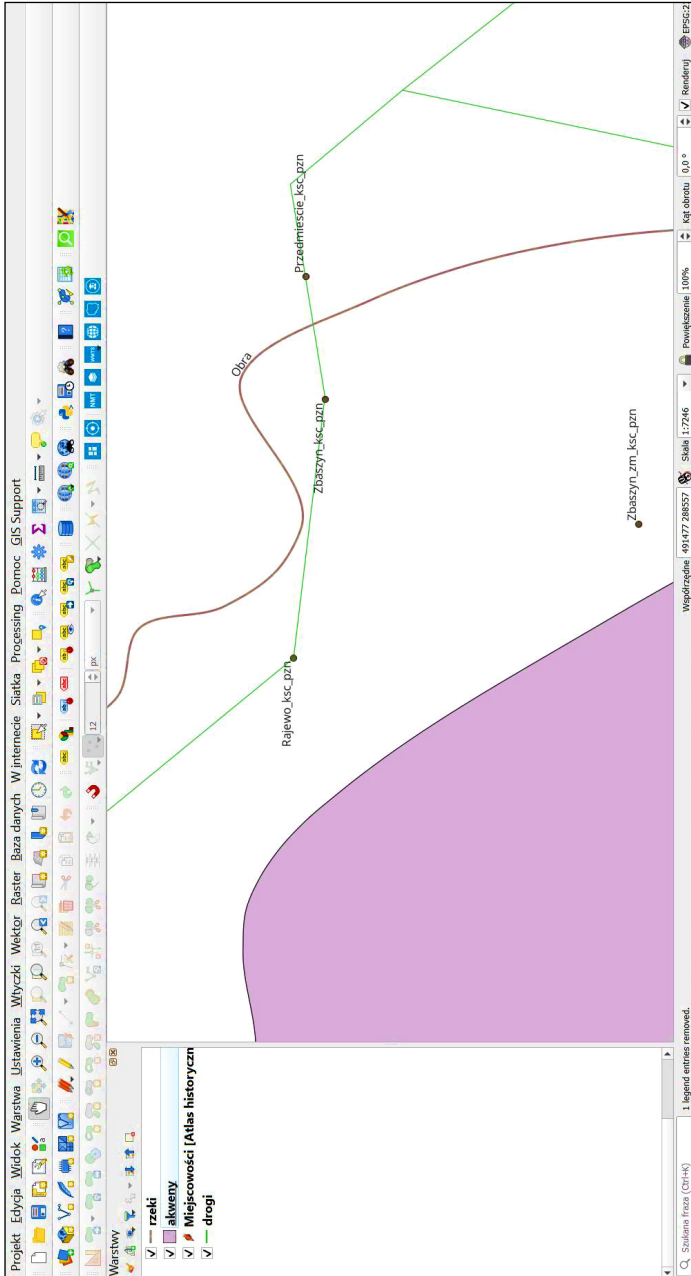 Projekt Edycja Widok Warstwa Ustawienia Wtyczki Wektor Raster Baza danych W internecie Siatka Processing Pomoc GIS Support
12 px
Warstwy
rzeki
akweny
Miejscowości [Atlas historyczn
drogi
Obra
Przedmiescie_ksc_pzn
Zbaszyn_ksc_pzn
Rajewo_ksc_pzn
Zbaszyn_zm_ksc_pzn
Szukana fraza (Ctrl+K) 1 legend entries removed. Współrzędne 491477 288557 Skala 1:7246 Powiększenie 100% Kąt obrotu 0,0 ° Renderuj EPSG:2